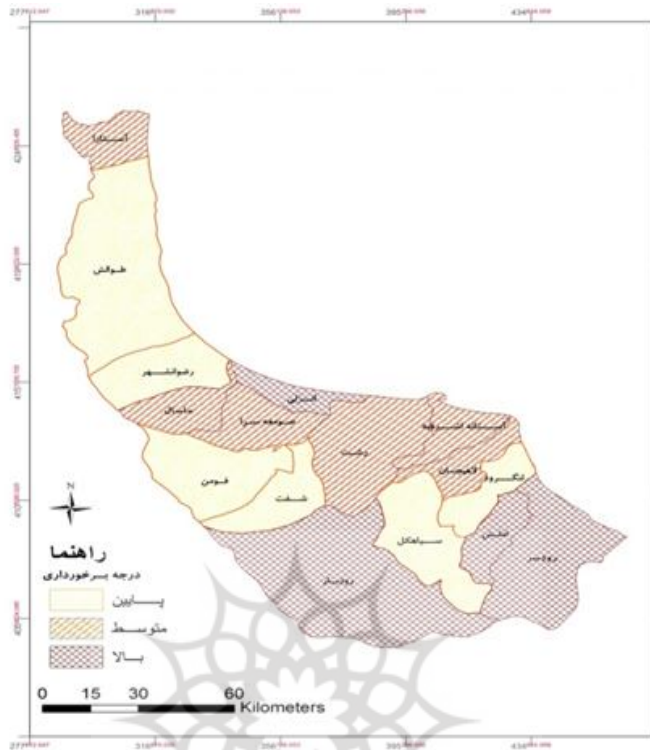 آستارا
طوالش
رضوانشهر
ماسال
صومعه سرا
انزلی
رشت
آستانه اشرفیه
لاهیجان
لنگرود
فومن
شفت
سیاهکل
املش
رودسر
رودبار
N
راهنما
درجه برخورداری
پایین
متوسط
بالا
0 15 30 60
Kilometers